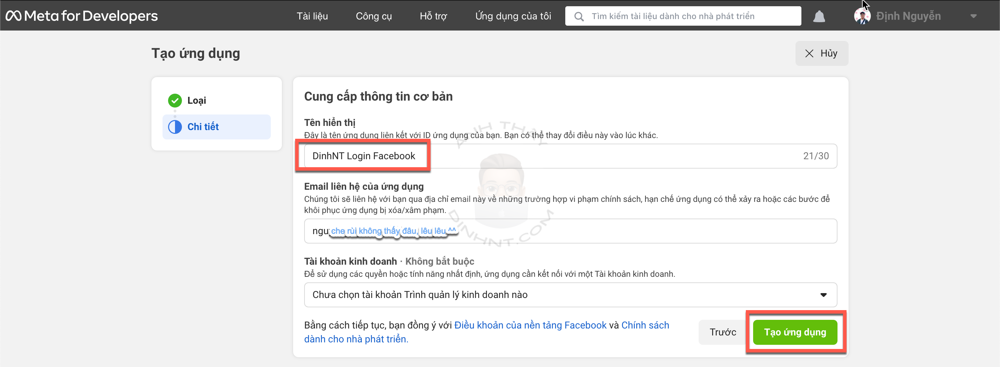 Meta for Developers
Tài liệu
Công cụ
Hỗ trợ
Ứng dụng của tôi
Tìm kiếm tài liệu dành cho nhà phát triển
Định Nguyễn
Tạo ứng dụng
Hủy
Loại
Chi tiết
Cung cấp thông tin cơ bản
Tên hiển thị
Đây là tên ứng dụng liên kết với ID ứng dụng của bạn. Bạn có thể thay đổi điều này vào lúc khác.
DinhNT Login Facebook
21/30
Email liên hệ của ứng dụng
Chúng tôi sẽ liên hệ với bạn qua địa chỉ email này về những trường hợp vi phạm chính sách, hạn chế ứng dụng có thể xảy ra hoặc các bước để
khôi phục ứng dụng bị xóa/xâm phạm.
che rùi không thấy đâu, lêu lêu ^^
Tài khoản kinh doanh · Không bắt buộc
Để sử dụng các quyền hoặc tính năng nhất định, ứng dụng cần kết nối với một Tài khoản kinh doanh.
Chưa chọn tài khoản Trình quản lý kinh doanh nào
Bằng cách tiếp tục, bạn đồng ý với Điều khoản của nền tảng Facebook và Chính sách
dành cho nhà phát triển.
Trước
Tạo ứng dụng
ANH THẦY
DINHNT.COM